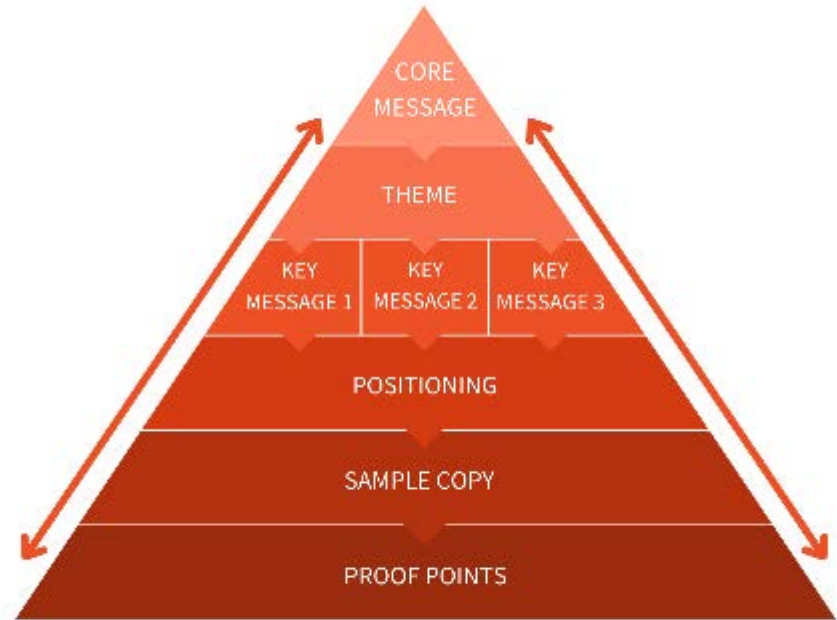 CORE
MESSAGE
THEME
KEY
MESSAGE 1
KEY
MESSAGE 2
KEY
MESSAGE 3
POSITIONING
SAMPLE COPY
PROOF POINTS